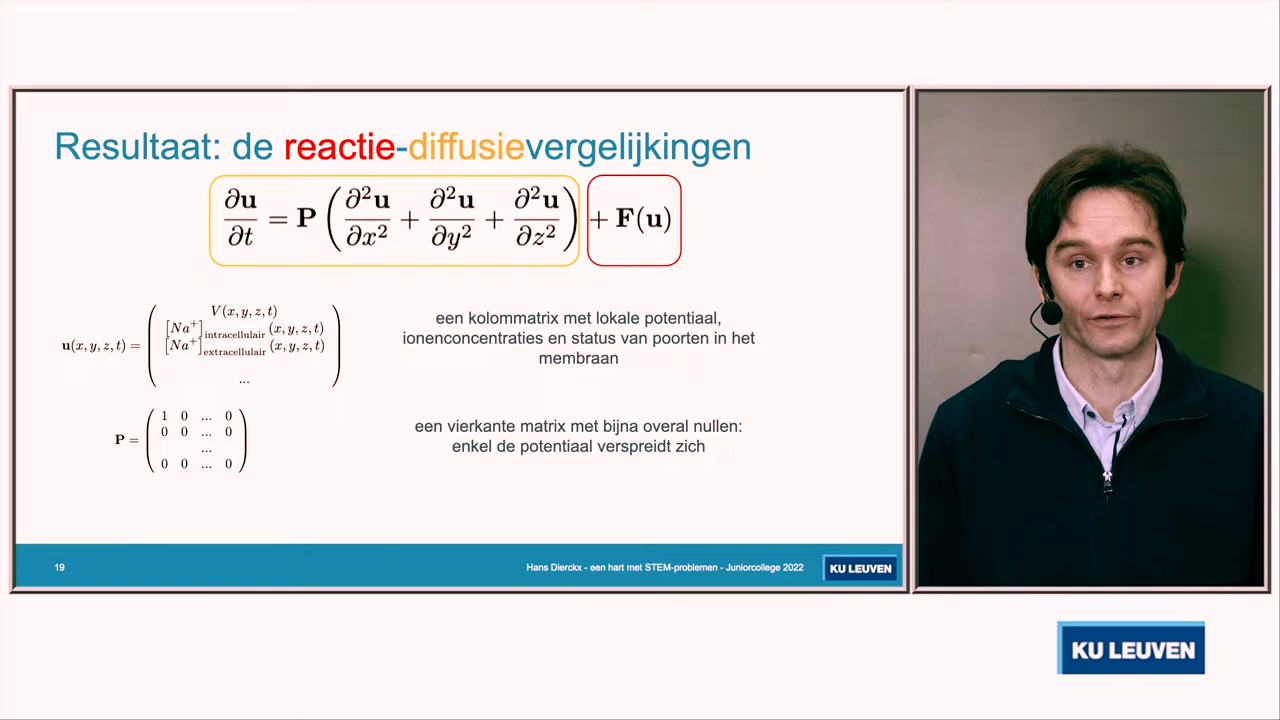 Resultaat: de reactie-diffusievergelijkingen
∂u/∂t = P (∂²u/∂x² + ∂²u/∂y² + ∂²u/∂z²) + F(u)
u(x, y, z, t) = ( V(x, y, z, t)
[Na⁺]intracellulair (x, y, z, t)
[Na⁺]extracellulair (x, y, z, t)
... )
een kolommatrix met lokale potentiaal,
ionenconcentraties en status van poorten in het
membraan
P = ( 1 0 ... 0
0 0 ... 0
...
0 0 ... 0 )
een vierkante matrix met bijna overal nullen:
enkel de potentiaal verspreidt zich
19
Hans Dierckx - een hart met STEM-problemen - Juniorcollege 2022
KU LEUVEN
KU LEUVEN